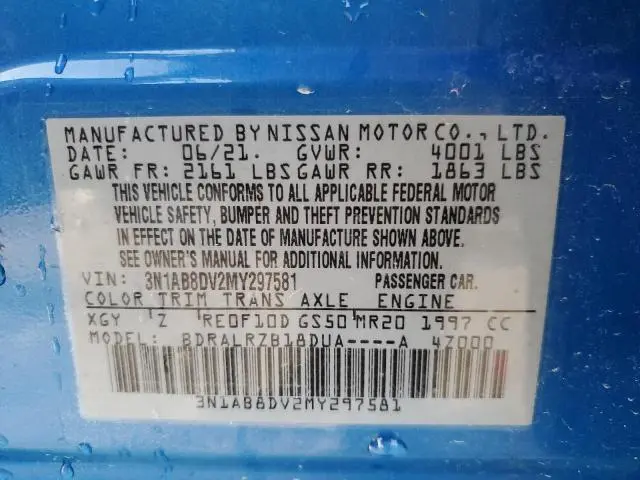 MANUFACTURED BY NISSAN MOTOR CO., LTD.
DATE: 06/21. GVWR: 4001 LBS
GAWR FR: 2161 LBS GAWR RR: 1863 LBS
THIS VEHICLE CONFORMS TO ALL APPLICABLE FEDERAL MOTOR
VEHICLE SAFETY, BUMPER AND THEFT PREVENTION STANDARDS
IN EFFECT ON THE DATE OF MANUFACTURE SHOWN ABOVE.
SEE OWNER'S MANUAL FOR ADDITIONAL INFORMATION.
VIN: 3N1AB8DV2MY297581 PASSENGER CAR.
COLOR TRIM TRANS AXLE ENGINE
XGY Z RE0F10D GS50 MR20 1997 CC
MODEL: BDRALRZB18DUA----A 4Z000
3N1AB8DV2MY297581